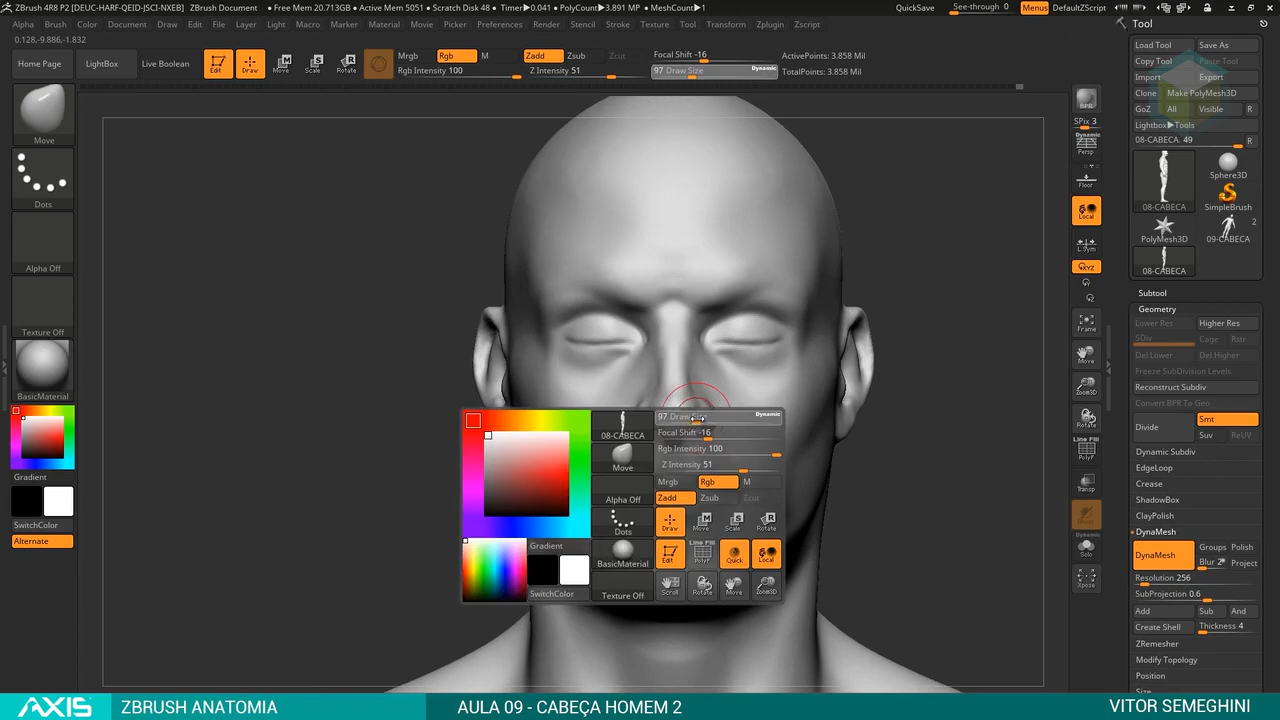 ZBrush 4R8 P2 [DEUC-HARF-QEID-JSCI-NXEB]   ZBrush Document   • Free Mem 20.713GB • Active Mem 5051 • Scratch Disk 48 • Timer▶0.041 • PolyCount▶3.891 MP • MeshCount▶1   QuickSave   See-through 0   Menus   DefaultZScript
Alpha Brush Color Document Draw Edit File Layer Light Macro Marker Material Movie Picker Preferences Render Stencil Stroke Texture Tool Transform Zplugin Zscript
0.128,-9.886,-1.832
Home Page
LightBox
Live Boolean
Edit
Draw
Move
Scale
Rotate
Mrgb Rgb M
Rgb Intensity 100
Zadd Zsub Zcut
Z Intensity 51
Focal Shift -16
97 Draw Size Dynamic
ActivePoints: 3.858 Mil
TotalPoints: 3.858 Mil
Move
Dots
Alpha Off
Texture Off
BasicMaterial
Gradient
SwitchColor
Alternate
08-CABECA
Move
Alpha Off
Dots
BasicMaterial
Texture Off
Gradient
SwitchColor
97 Draw Size Dynamic
Focal Shift -16
Rgb Intensity 100
Z Intensity 51
Mrgb Rgb M
Zadd Zsub Zcut
Draw Move Scale Rotate
Line Fill
Edit PolyF Quick Local
Scroll Rotate Move Zoom3D
BPR
SPix 3
Dynamic
Persp
Floor
Local
L.Sym
XYZ
Frame
Move
Zoom3D
Rotate
Line Fill
PolyF
Transp
Ghost
Dynamic
Solo
Xpose
Tool
Load Tool Save As
Copy Tool Paste Tool
Import Export
Clone Make PolyMesh3D
GoZ All Visible R
Lightbox▶Tools
08-CABECA. 49 R
08-CABECA
Sphere3D
SimpleBrush
PolyMesh3D
2
09-CABECA
08-CABECA
Subtool
Geometry
Lower Res Higher Res
SDiv Cage Rstr
Del Lower Del Higher
Freeze SubDivision Levels
Reconstruct Subdiv
Convert BPR To Geo
Divide Smt
Suv ReUV
Dynamic Subdiv
EdgeLoop
Crease
ShadowBox
ClayPolish
DynaMesh
DynaMesh Groups Polish
Blur 2 Project
Resolution 256
SubProjection 0.6
Add Sub And
Create Shell Thickness 4
ZRemesher
Modify Topology
Position
Size
AXIS ZBRUSH ANATOMIA AULA 09 - CABEÇA HOMEM 2 VITOR SEMEGHINI